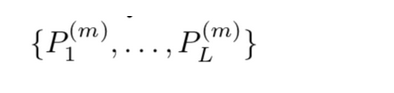 {P_1^{(m)}, . . . , P_L^{(m)}}